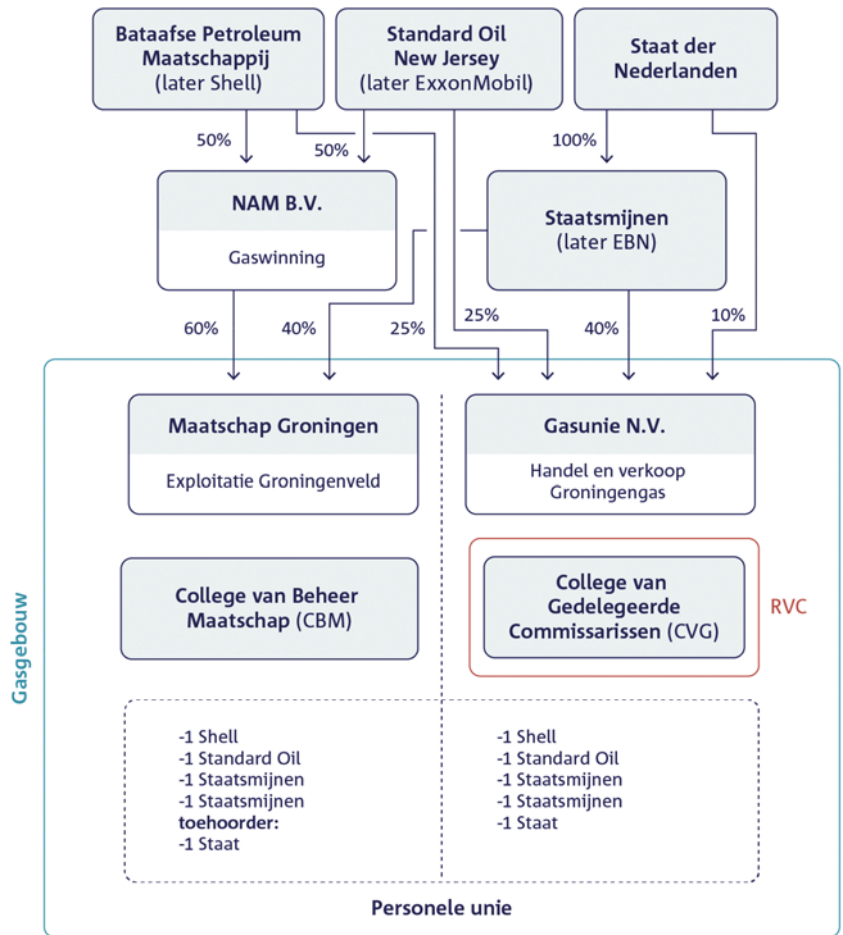 Bataafse Petroleum
Maatschappij
(later Shell)
Standard Oil
New Jersey
(later ExxonMobil)
Staat der
Nederlanden
50%
50%
100%
NAM B.V.
Gaswinning
Staatsmijnen
(later EBN)
60%
40%
25%
25%
40%
10%
Maatschap Groningen
Exploitatie Groningenveld
Gasunie N.V.
Handel en verkoop
Groningengas
College van Beheer
Maatschap (CBM)
College van
Gedelegeerde
Commissarissen (CVG)
RVC
Gasgebouw
-1 Shell
-1 Standard Oil
-1 Staatsmijnen
-1 Staatsmijnen
toehoorder:
-1 Staat
-1 Shell
-1 Standard Oil
-1 Staatsmijnen
-1 Staatsmijnen
-1 Staat
Personele unie